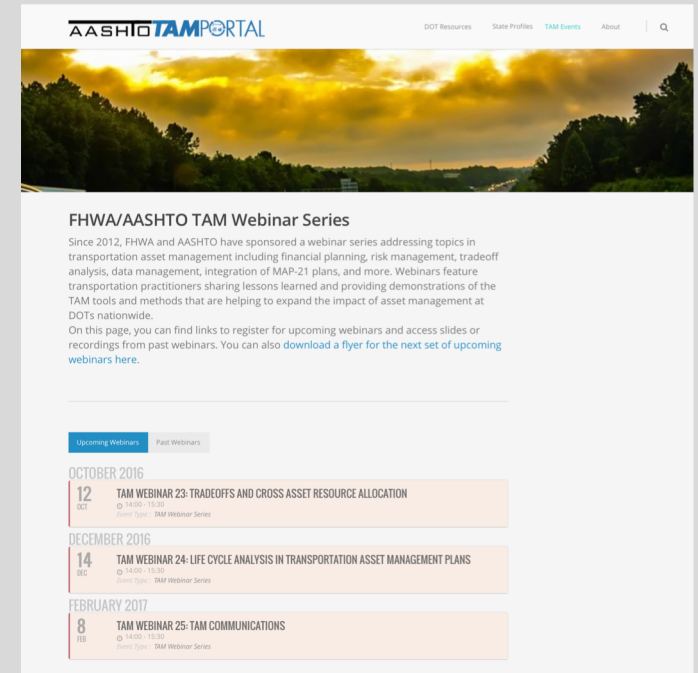 AASHTO TAM PORTAL
DOT Resources State Profiles TAM Events About
FHWA/AASHTO TAM Webinar Series
Since 2012, FHWA and AASHTO have sponsored a webinar series addressing topics in
transportation asset management including financial planning, risk management, tradeoff
analysis, data management, integration of MAP-21 plans, and more. Webinars feature
transportation practitioners sharing lessons learned and providing demonstrations of the
TAM tools and methods that are helping to expand the impact of asset management at
DOTs nationwide.
On this page, you can find links to register for upcoming webinars and access slides or
recordings from past webinars. You can also download a flyer for the next set of upcoming
webinars here.
Upcoming Webinars Past Webinars
OCTOBER 2016
12 TAM WEBINAR 23: TRADEOFFS AND CROSS ASSET RESOURCE ALLOCATION
OCT 14:00 - 15:30
Event Type : TAM Webinar Series
DECEMBER 2016
14 TAM WEBINAR 24: LIFE CYCLE ANALYSIS IN TRANSPORTATION ASSET MANAGEMENT PLANS
DEC 14:00 - 15:30
Event Type : TAM Webinar Series
FEBRUARY 2017
8 TAM WEBINAR 25: TAM COMMUNICATIONS
FEB 14:00 - 15:30
Event Type : TAM Webinar Series